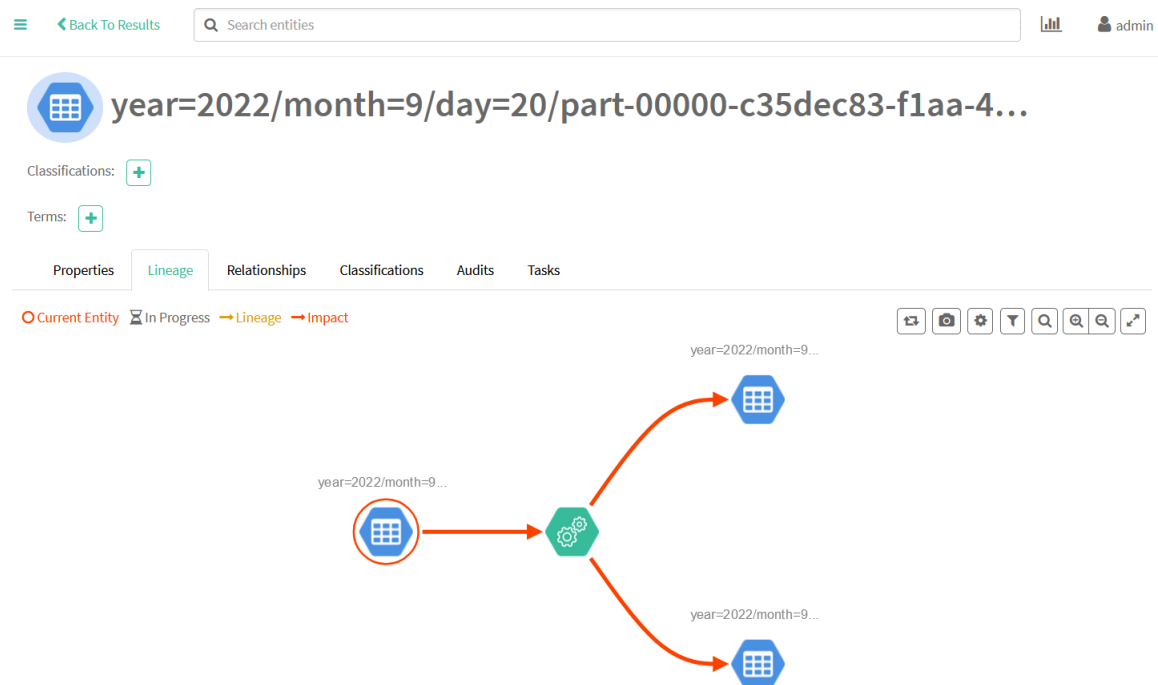 Back To Results
Search entities
admin
year=2022/month=9/day=20/part-00000-c35dec83-f1aa-4...
Classifications:
Terms:
Properties Lineage Relationships Classifications Audits Tasks
Current Entity In Progress Lineage Impact
year=2022/month=9...
year=2022/month=9...
year=2022/month=9...